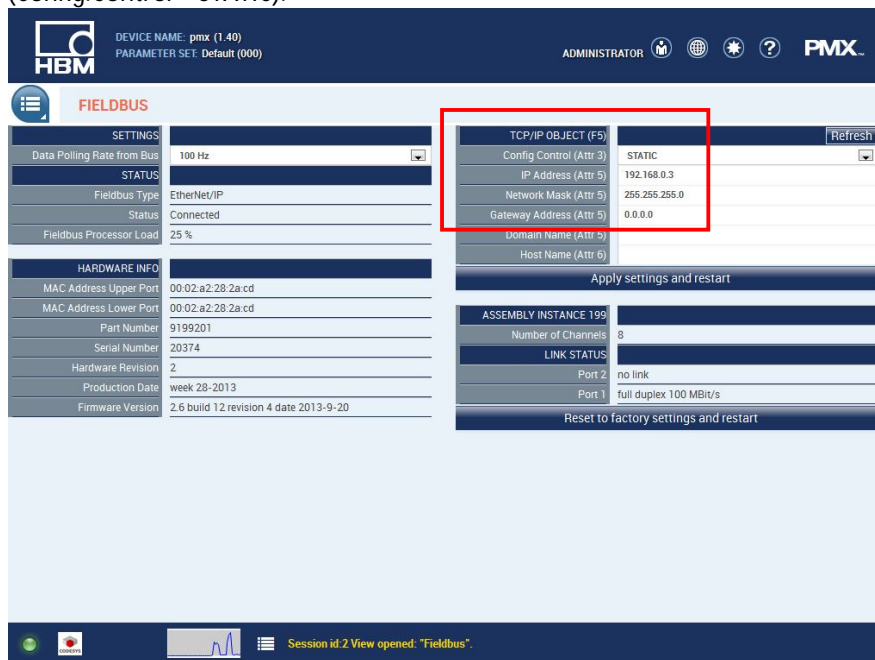 HBM
DEVICE NAME: pmx (1.40)
PARAMETER SET: Default (000)
ADMINISTRATOR
?
PMX
FIELDBUS
SETTINGS
Data Polling Rate from Bus 100 Hz
STATUS
Fieldbus Type EtherNet/IP
Status Connected
Fieldbus Processor Load 25 %
HARDWARE INFO
MAC Address Upper Port 00:02:a2:28:2a:cd
MAC Address Lower Port 00:02:a2:28:2a:cd
Part Number 9199201
Serial Number 20374
Hardware Revision 2
Production Date week 28-2013
Firmware Version 2.6 build 12 revision 4 date 2013-9-20
TCP/IP OBJECT (F5) Refresh
Config Control (Attr 3) STATIC
IP Address (Attr 5) 192.168.0.3
Network Mask (Attr 5) 255.255.255.0
Gateway Address (Attr 5) 0.0.0.0
Domain Name (Attr 5)
Host Name (Attr 6)
Apply settings and restart
ASSEMBLY INSTANCE 199
Number of Channels 8
LINK STATUS
Port 2 no link
Port 1 full duplex 100 MBit/s
Reset to factory settings and restart
CODESYS
Session id:2 View opened: "Fieldbus".